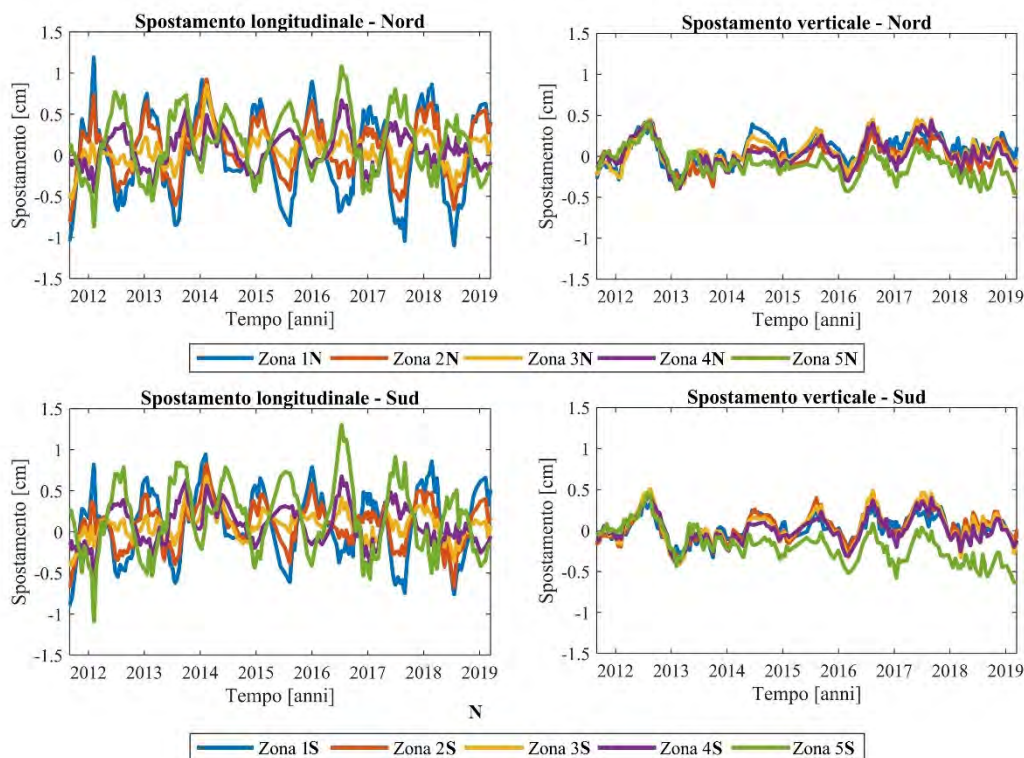 Spostamento longitudinale - Nord
Spostamento [cm]
1.5
1
0.5
0
-0.5
-1
-1.5
2012 2013 2014 2015 2016 2017 2018 2019
Tempo [anni]
Spostamento verticale - Nord
Spostamento [cm]
1.5
1
0.5
0
-0.5
-1
-1.5
2012 2013 2014 2015 2016 2017 2018 2019
Tempo [anni]
Zona 1N Zona 2N Zona 3N Zona 4N Zona 5N
Spostamento longitudinale - Sud
Spostamento [cm]
1.5
1
0.5
0
-0.5
-1
-1.5
2012 2013 2014 2015 2016 2017 2018 2019
Tempo [anni]
Spostamento verticale - Sud
Spostamento [cm]
1.5
1
0.5
0
-0.5
-1
-1.5
2012 2013 2014 2015 2016 2017 2018 2019
Tempo [anni]
N
Zona 1S Zona 2S Zona 3S Zona 4S Zona 5S